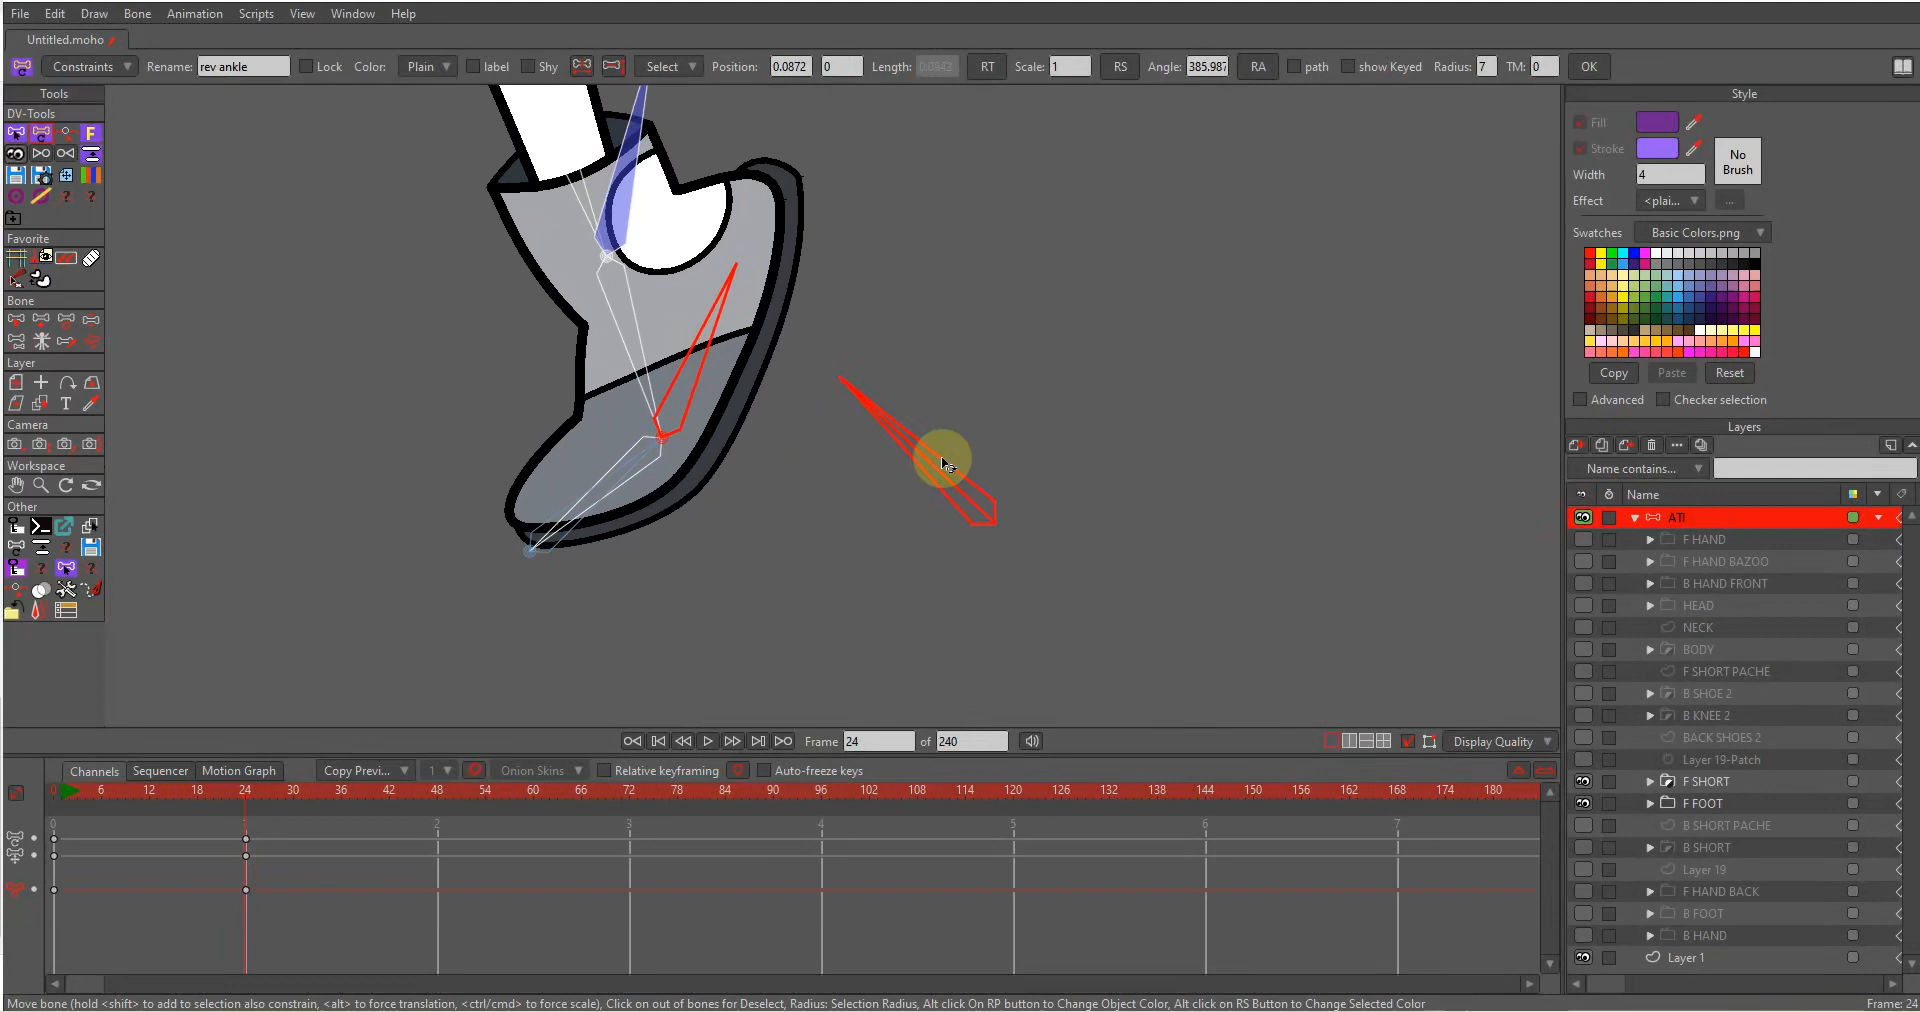 File Edit Draw Bone Animation Scripts View Window Help
Untitled.moho
Constraints Rename: rev ankle Lock Color: Plain label Shy Select Position: 0.0872 0 Length: 0.0842 RT Scale: 1 RS Angle: 385.987 RA path show Keyed Radius: 7 TM: 0 OK
Tools
DV-Tools
F
Favorite
Bone
Layer
T
Camera
Workspace
Other
Style
Fill
Stroke
No Brush
Width 4
Effect <plai... ...
Swatches Basic Colors.png
Copy Paste Reset
Advanced Checker selection
Layers
Name contains...
Name
ATI
F HAND
F HAND BAZOO
B HAND FRONT
HEAD
NECK
BODY
F SHORT PACHE
B SHOE 2
B KNEE 2
BACK SHOES 2
Layer 19-Patch
F SHORT
F FOOT
B SHORT PACHE
B SHORT
Layer 19
F HAND BACK
B FOOT
B HAND
Layer 1
Frame 24 of 240 Display Quality
Channels Sequencer Motion Graph Copy Previ... 1 Onion Skins Relative keyframing Auto-freeze keys
0 6 12 18 24 30 36 42 48 54 60 66 72 78 84 90 96 102 108 114 120 126 132 138 144 150 156 162 168 174 180
0 1 2 3 4 5 6 7
Move bone (hold <shift> to add to selection also constrain, <alt> to force translation, <ctrl/cmd> to force scale), Click on out of bones for Deselect, Radius: Selection Radius, Alt click On RP button to Change Object Color, Alt click on RS Button to Change Selected Color Frame: 24